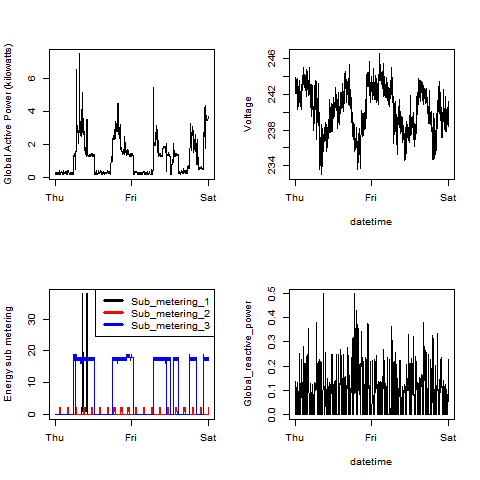 Global Active Power (kilowatts)
0 2 4 6
Thu Fri Sat
Voltage
234 238 242 246
Thu Fri Sat
datetime
Energy sub metering
0 10 20 30
Sub_metering_1
Sub_metering_2
Sub_metering_3
Thu Fri Sat
Global_reactive_power
0.0 0.1 0.2 0.3 0.4 0.5
Thu Fri Sat
datetime